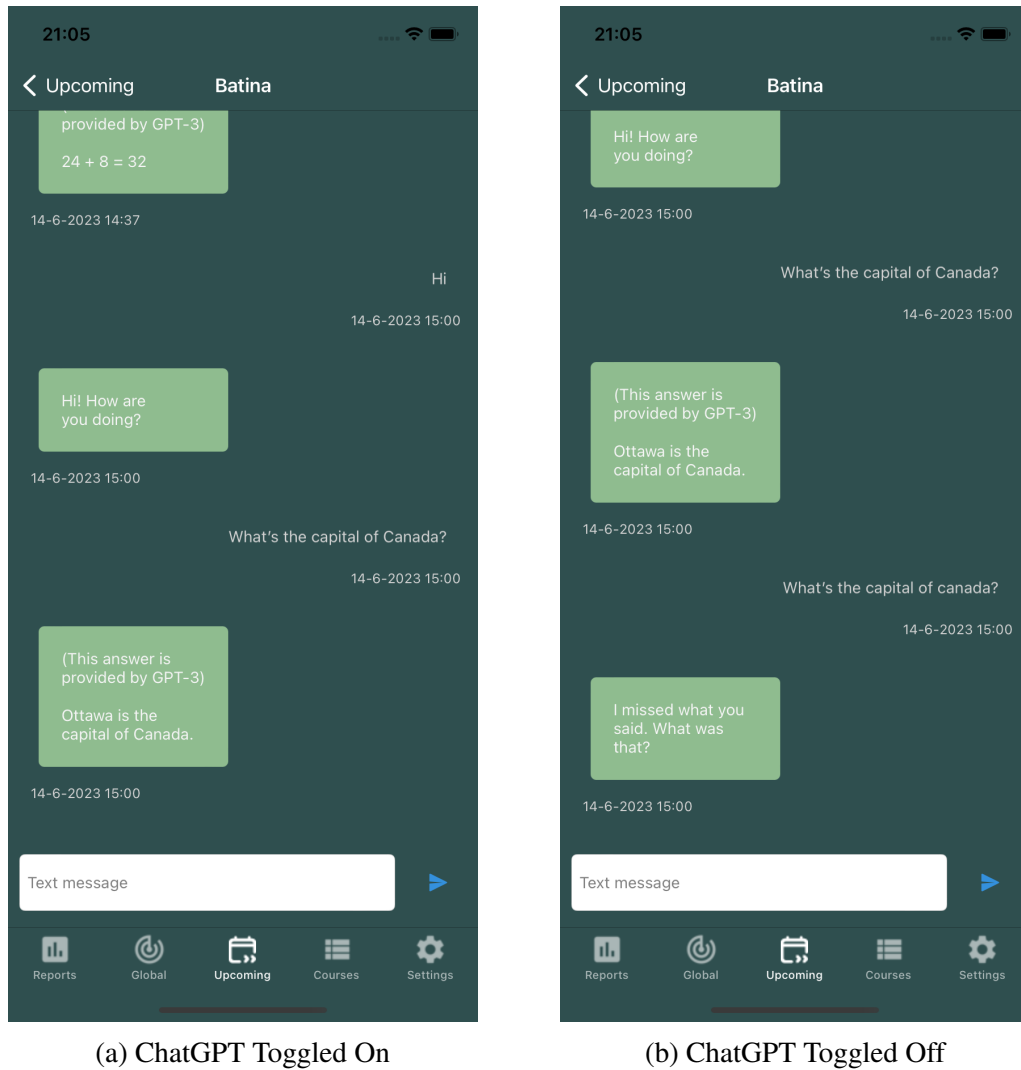 21:05
Upcoming
Batina
provided by GPT-3)
24 + 8 = 32
14-6-2023 14:37
Hi
14-6-2023 15:00
Hi! How are
you doing?
14-6-2023 15:00
What's the capital of Canada?
14-6-2023 15:00
(This answer is
provided by GPT-3)
Ottawa is the
capital of Canada.
14-6-2023 15:00
Text message
Reports
Global
Upcoming
Courses
Settings
(a) ChatGPT Toggled On
21:05
Upcoming
Batina
Hi! How are
you doing?
14-6-2023 15:00
What's the capital of Canada?
14-6-2023 15:00
(This answer is
provided by GPT-3)
Ottawa is the
capital of Canada.
14-6-2023 15:00
What's the capital of canada?
14-6-2023 15:00
I missed what you
said. What was
that?
14-6-2023 15:00
Text message
Reports
Global
Upcoming
Courses
Settings
(b) ChatGPT Toggled Off